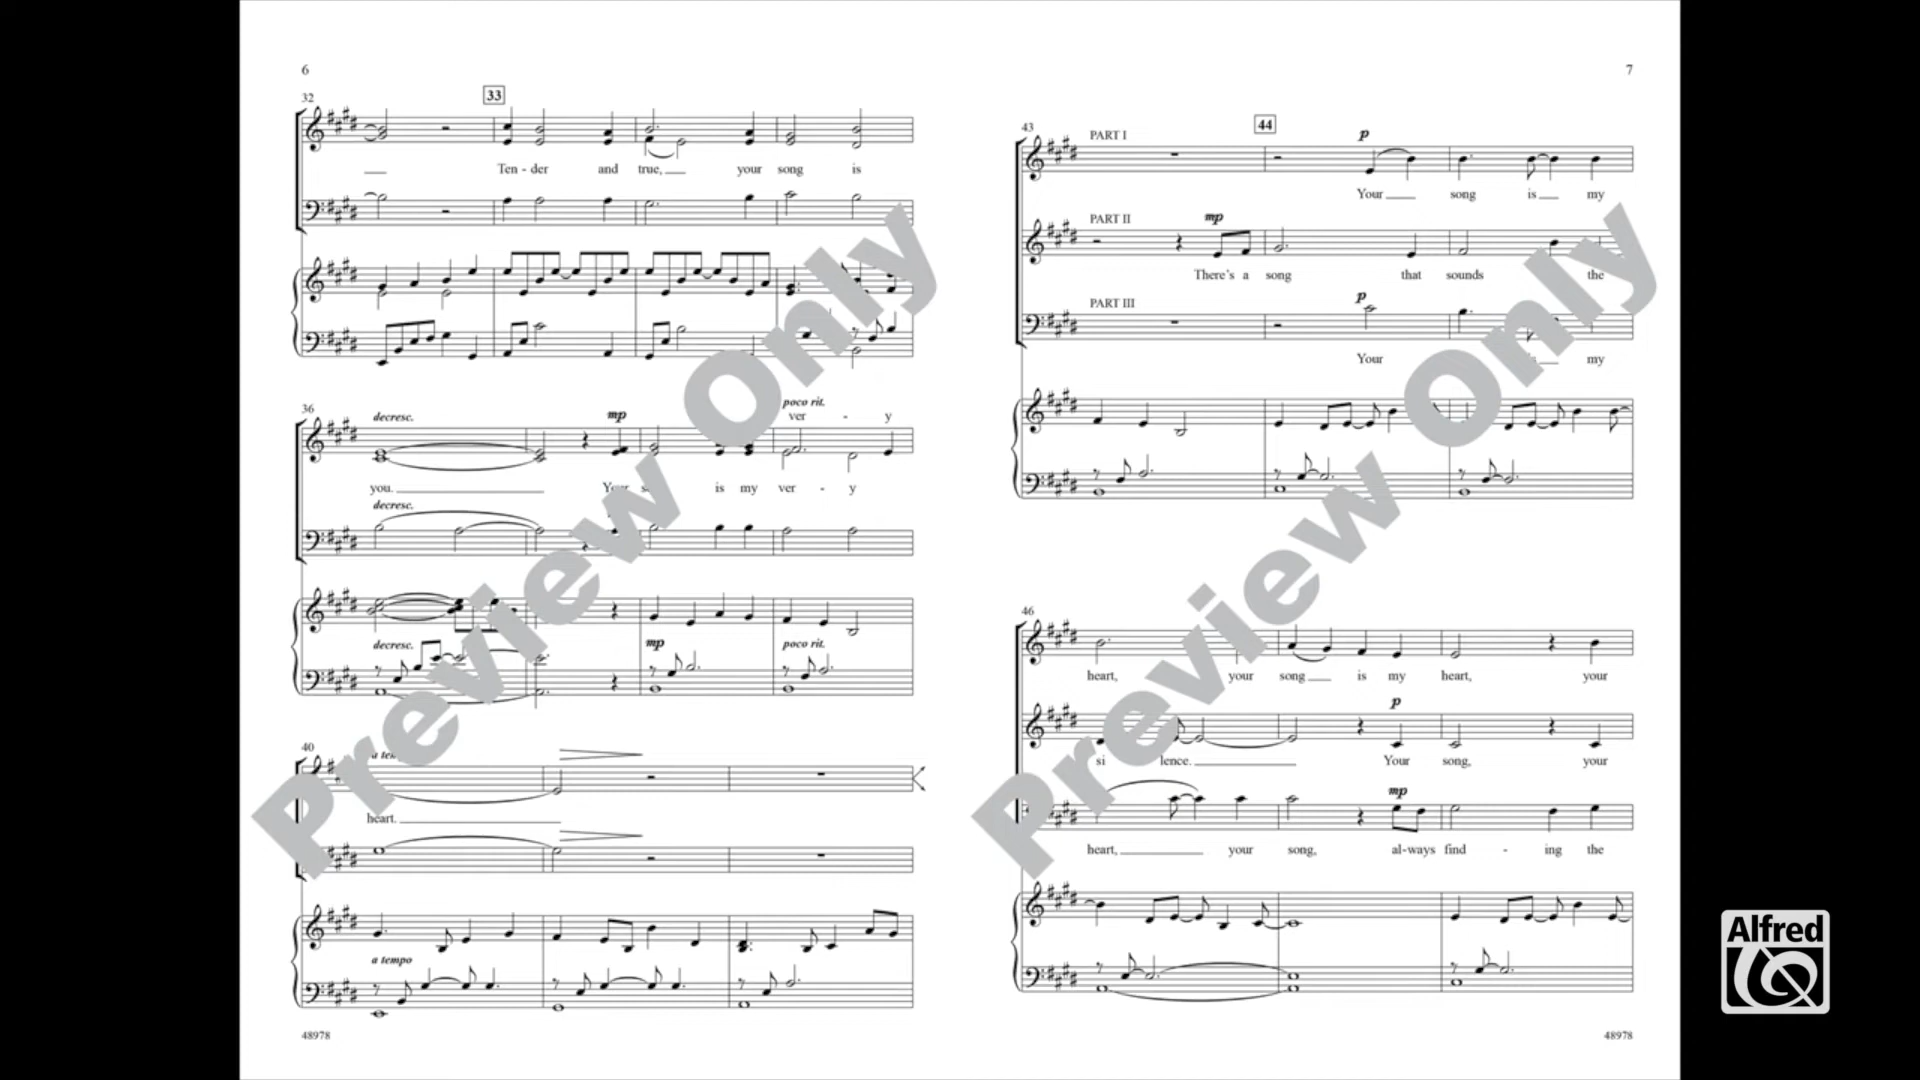 6
32
33
Ten - der and true, your song is
36
decresc.
mp
poco rit.
ver - y
you. is my ver - y
decresc.
decresc.
mp
poco rit.
40
heart.
a tempo
48978
7
43
PART I
44
p
Your song is my
PART II
mp
There's a song that sounds the
PART III
p
Your my
46
heart, your song is my heart, your
p
si lence. Your song, your
mp
heart, your song, al-ways find - ing the
48978
Preview Only
Preview Only
Alfred